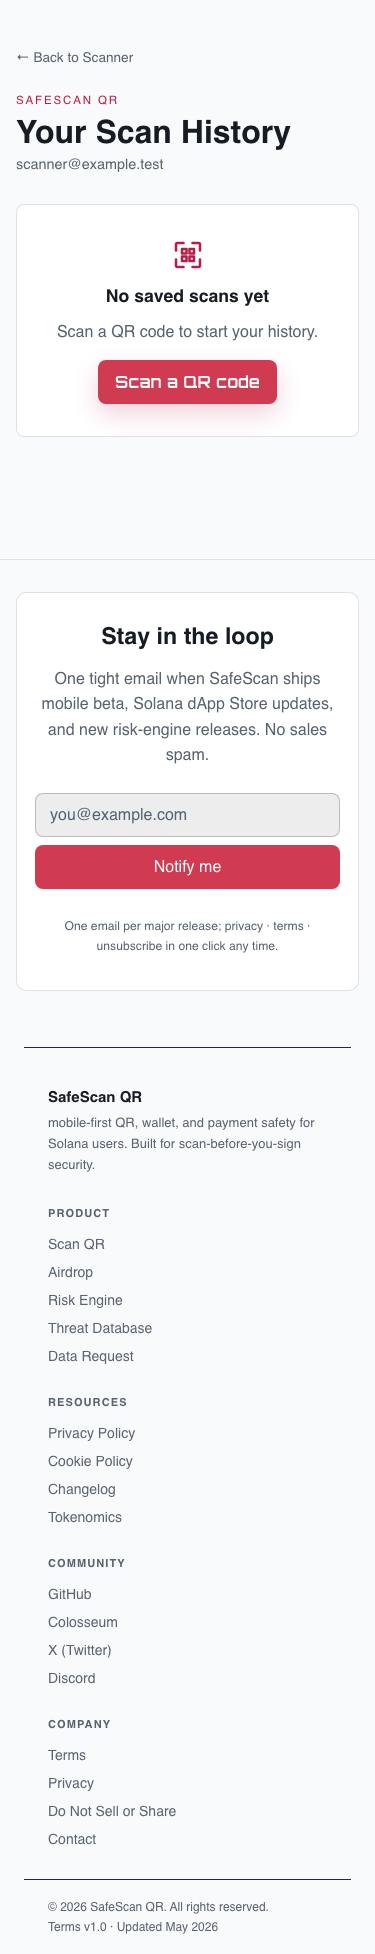 ← Back to Scanner
SAFESCAN QR
Your Scan History
scanner@example.test
No saved scans yet
Scan a QR code to start your history.
Scan a QR code
Stay in the loop
One tight email when SafeScan ships
mobile beta, Solana dApp Store updates,
and new risk-engine releases. No sales
spam.
you@example.com
Notify me
One email per major release; privacy · terms ·
unsubscribe in one click any time.
SafeScan QR
mobile-first QR, wallet, and payment safety for
Solana users. Built for scan-before-you-sign
security.
PRODUCT
Scan QR
Airdrop
Risk Engine
Threat Database
Data Request
RESOURCES
Privacy Policy
Cookie Policy
Changelog
Tokenomics
COMMUNITY
GitHub
Colosseum
X (Twitter)
Discord
COMPANY
Terms
Privacy
Do Not Sell or Share
Contact
© 2026 SafeScan QR. All rights reserved.
Terms v1.0 · Updated May 2026